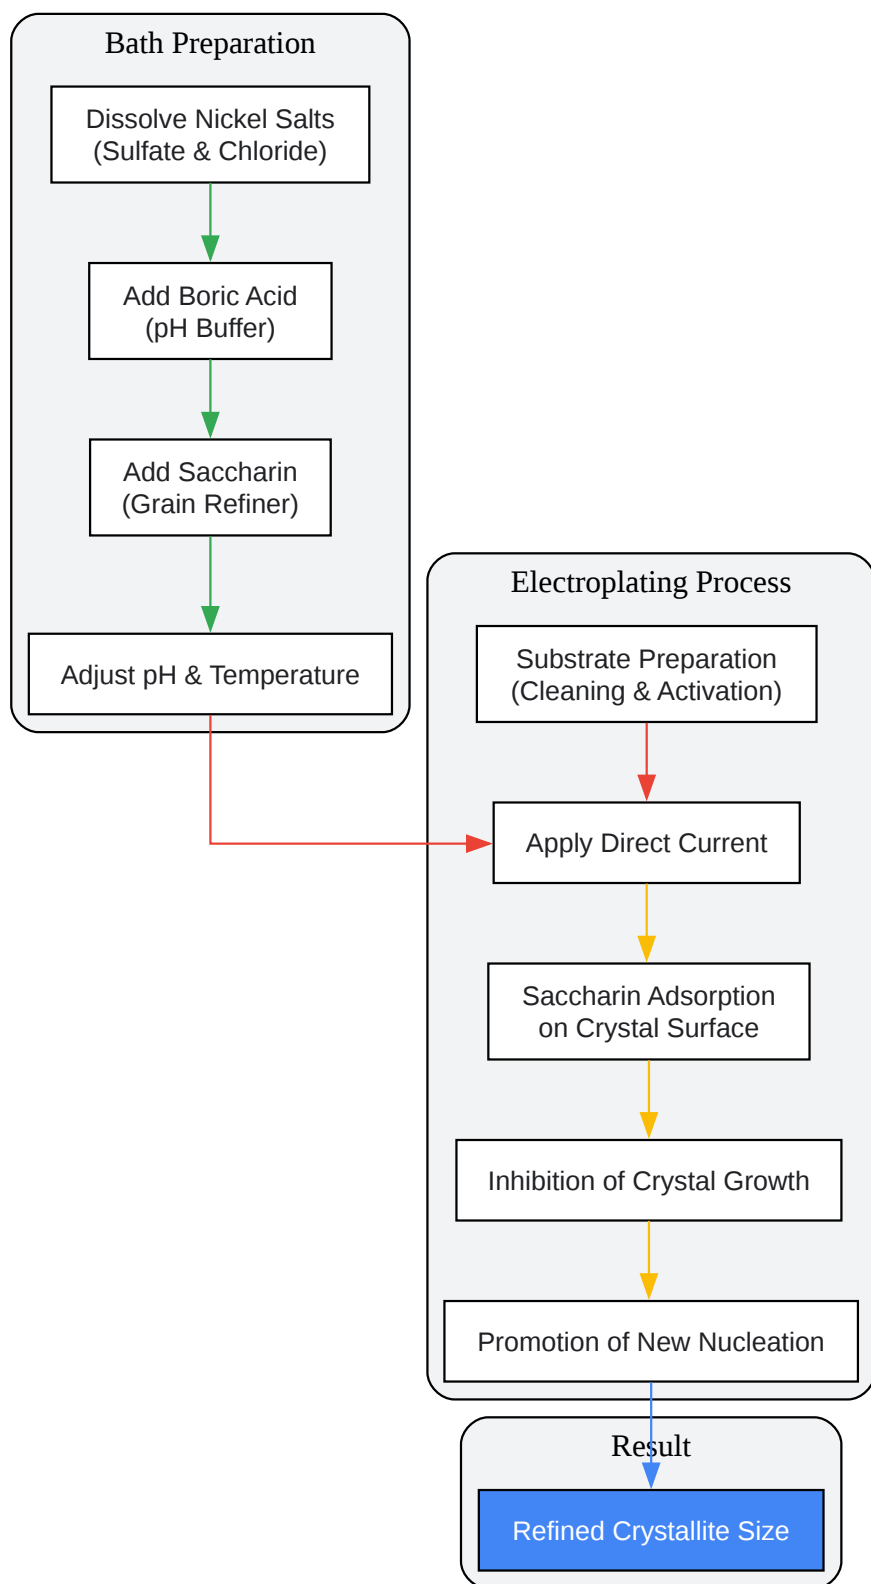 Bath Preparation
Dissolve Nickel Salts
(Sulfate & Chloride)
Add Boric Acid
(pH Buffer)
Add Saccharin
(Grain Refiner)
Adjust pH & Temperature
Electroplating Process
Substrate Preparation
(Cleaning & Activation)
Apply Direct Current
Saccharin Adsorption
on Crystal Surface
Inhibition of Crystal Growth
Promotion of New Nucleation
Result
Refined Crystallite Size